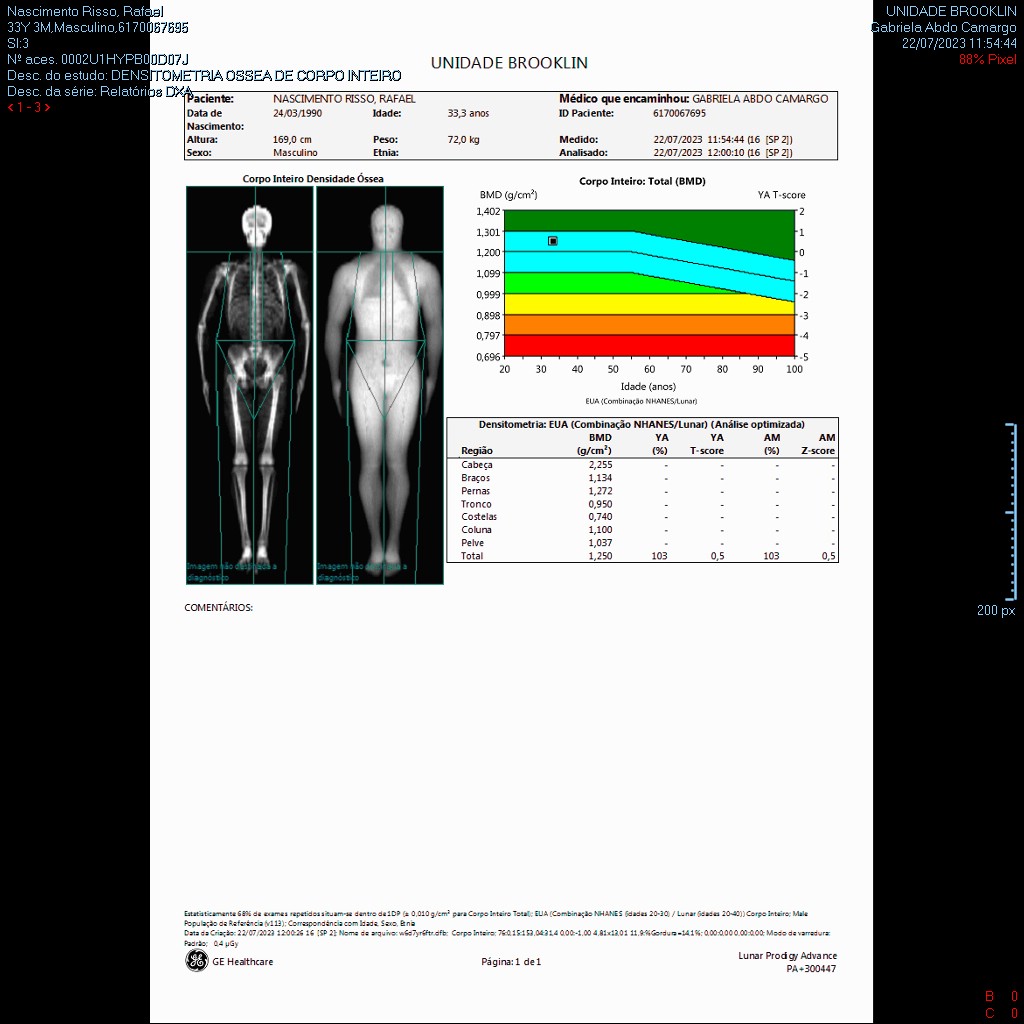 Nascimento Risso, Rafael
33Y 3M,Masculino,6170067695
SI:3
Nº aces. 0002U1HYPB00D07J
Desc. do estudo: DENSITOMETRIA OSSEA DE CORPO INTEIRO
Desc. da série: Relatórios DXA
< 1 - 3 >
UNIDADE BROOKLIN
Gabriela Abdo Camargo
22/07/2023 11:54:44
88% Pixel
UNIDADE BROOKLIN
Paciente: NASCIMENTO RISSO, RAFAEL Médico que encaminhou: GABRIELA ABDO CAMARGO
Data de Nascimento: 24/03/1990 Idade: 33,3 anos ID Paciente: 6170067695
Altura: 169,0 cm Peso: 72,0 kg Medido: 22/07/2023 11:54:44 (16 [SP 2])
Sexo: Masculino Etnia: Analisado: 22/07/2023 12:00:10 (16 [SP 2])
Corpo Inteiro Densidade Óssea
Imagem não destinada a diagnóstico
Imagem não destinada a diagnóstico
Corpo Inteiro: Total (BMD)
BMD (g/cm²) YA T-score
1,402 2
1,301 1
1,200 0
1,099 -1
0,999 -2
0,898 -3
0,797 -4
0,696 -5
20 30 40 50 60 70 80 90 100
Idade (anos)
EUA (Combinação NHANES/Lunar)
Densitometria: EUA (Combinação NHANES/Lunar) (Análise optimizada)
BMD YA YA AM AM
Região (g/cm²) (%) T-score (%) Z-score
Cabeça 2,255 - - - -
Braços 1,134 - - - -
Pernas 1,272 - - - -
Tronco 0,950 - - - -
Costelas 0,740 - - - -
Coluna 1,100 - - - -
Pelve 1,037 - - - -
Total 1,250 103 0,5 103 0,5
COMENTÁRIOS:
200 px
Estatisticamente 68% de exames repetidos situam-se dentro de 1DP (± 0,010 g/cm² para Corpo Inteiro Total); EUA (Combinação NHANES (idades 20-30) / Lunar (idades 20-40)) Corpo Inteiro; Male
População de Referência (v113); Correspondência com Idade, Sexo, Etnia
Data da Criação: 22/07/2023 12:00:26 16 [SP 2]; Nome de arquivo: w6d7yr6ftr.dfb; Corpo Inteiro; 76:0,15:153,04:31,4 0,00:-1,00 4,81x13,01 11,9:%Gordura=14,1%; 0,00:0,00 0,00:0,00; Modo de varredura:
Padrão; 0,4 µGy
GE Healthcare
Página: 1 de 1
Lunar Prodigy Advance
PA+300447
B 0
C 0